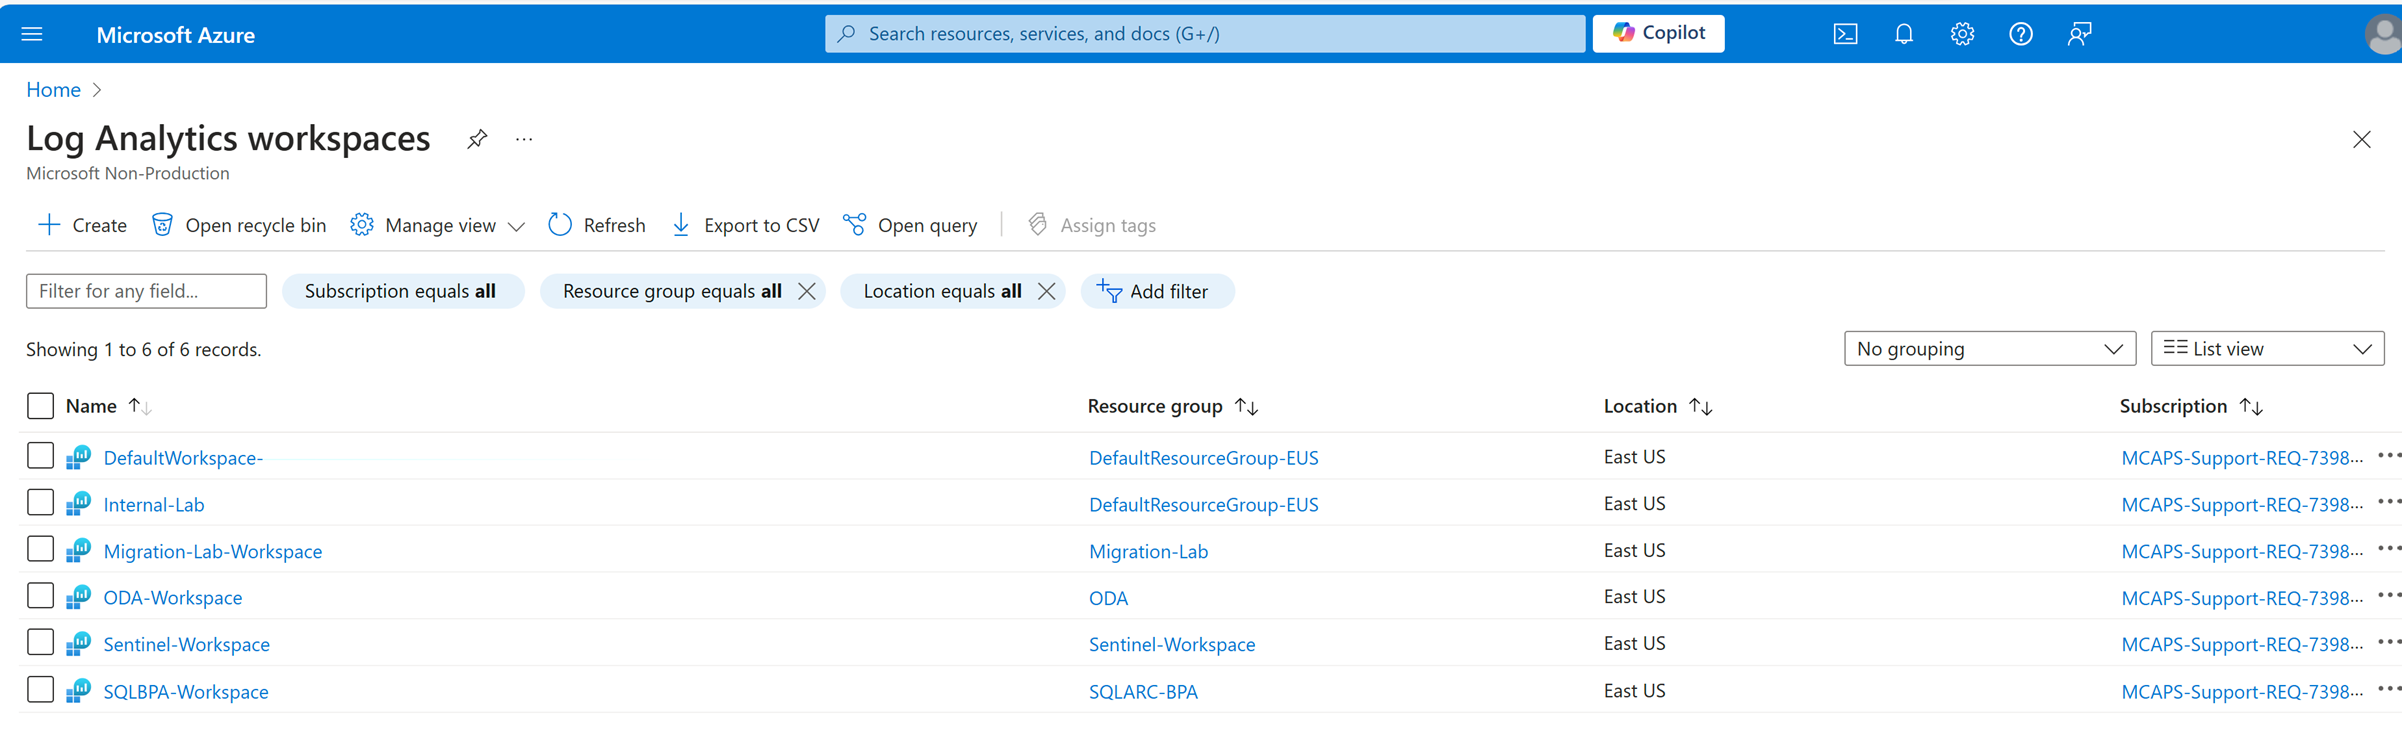 Microsoft Azure
Search resources, services, and docs (G+/)
Copilot
Home
Log Analytics workspaces
Microsoft Non-Production
Create
Open recycle bin
Manage view
Refresh
Export to CSV
Open query
Assign tags
Filter for any field...
Subscription equals all
Resource group equals all
Location equals all
Add filter
Showing 1 to 6 of 6 records.
No grouping
List view
Name Resource group Location Subscription
DefaultWorkspace- DefaultResourceGroup-EUS East US MCAPS-Support-REQ-7398...
Internal-Lab DefaultResourceGroup-EUS East US MCAPS-Support-REQ-7398...
Migration-Lab-Workspace Migration-Lab East US MCAPS-Support-REQ-7398...
ODA-Workspace ODA East US MCAPS-Support-REQ-7398...
Sentinel-Workspace Sentinel-Workspace East US MCAPS-Support-REQ-7398...
SQLBPA-Workspace SQLARC-BPA East US MCAPS-Support-REQ-7398...